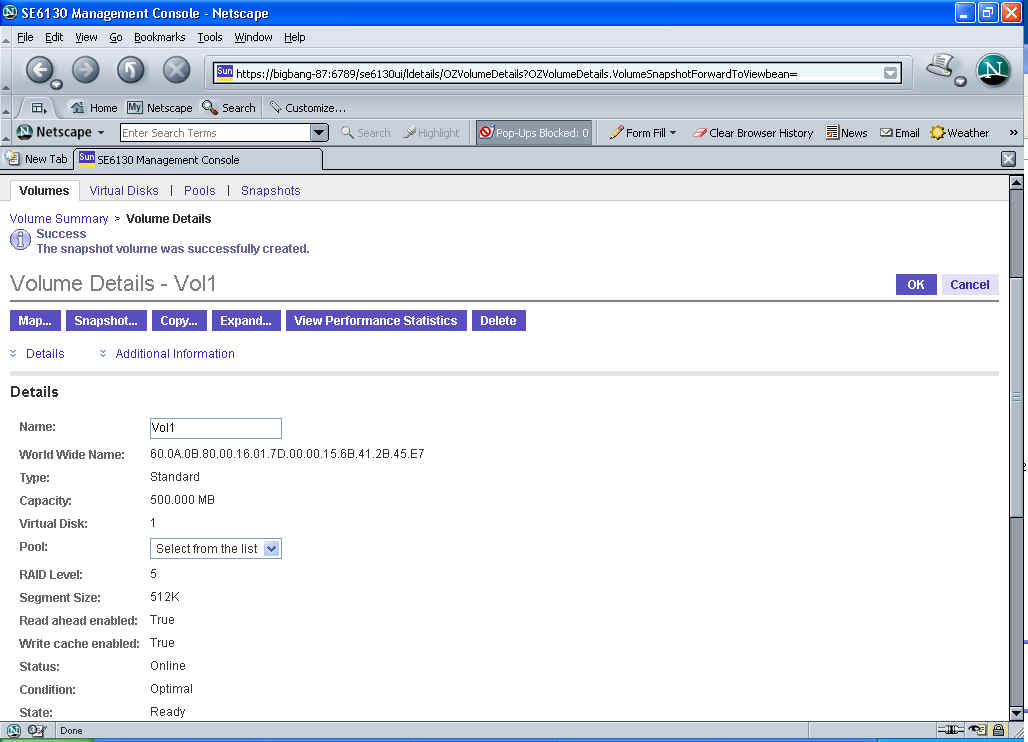 SE6130 Management Console - Netscape
File Edit View Go Bookmarks Tools Window Help
Sun https://bigbang-87:6789/se6130ui/ldetails/OZVolumeDetails?OZVolumeDetails.VolumeSnapshotForwardToViewbean= N
Home My Netscape Search Customize...
N Netscape Enter Search Terms Search Highlight Pop-Ups Blocked: 0 Form Fill Clear Browser History News Email Weather »
New Tab Sun SE6130 Management Console
Volumes Virtual Disks | Pools | Snapshots
Volume Summary > Volume Details
Success
The snapshot volume was successfully created.
Volume Details - Vol1 OK Cancel
Map... Snapshot... Copy... Expand... View Performance Statistics Delete
Details Additional Information
Details
Name: Vol1
World Wide Name: 60.0A.0B.80.00.16.01.7D.00.00.15.6B.41.2B.45.E7
Type: Standard
Capacity: 500.000 MB
Virtual Disk: 1
Pool: Select from the list
RAID Level: 5
Segment Size: 512K
Read ahead enabled: True
Write cache enabled: True
Status: Online
Condition: Optimal
State: Ready
Done